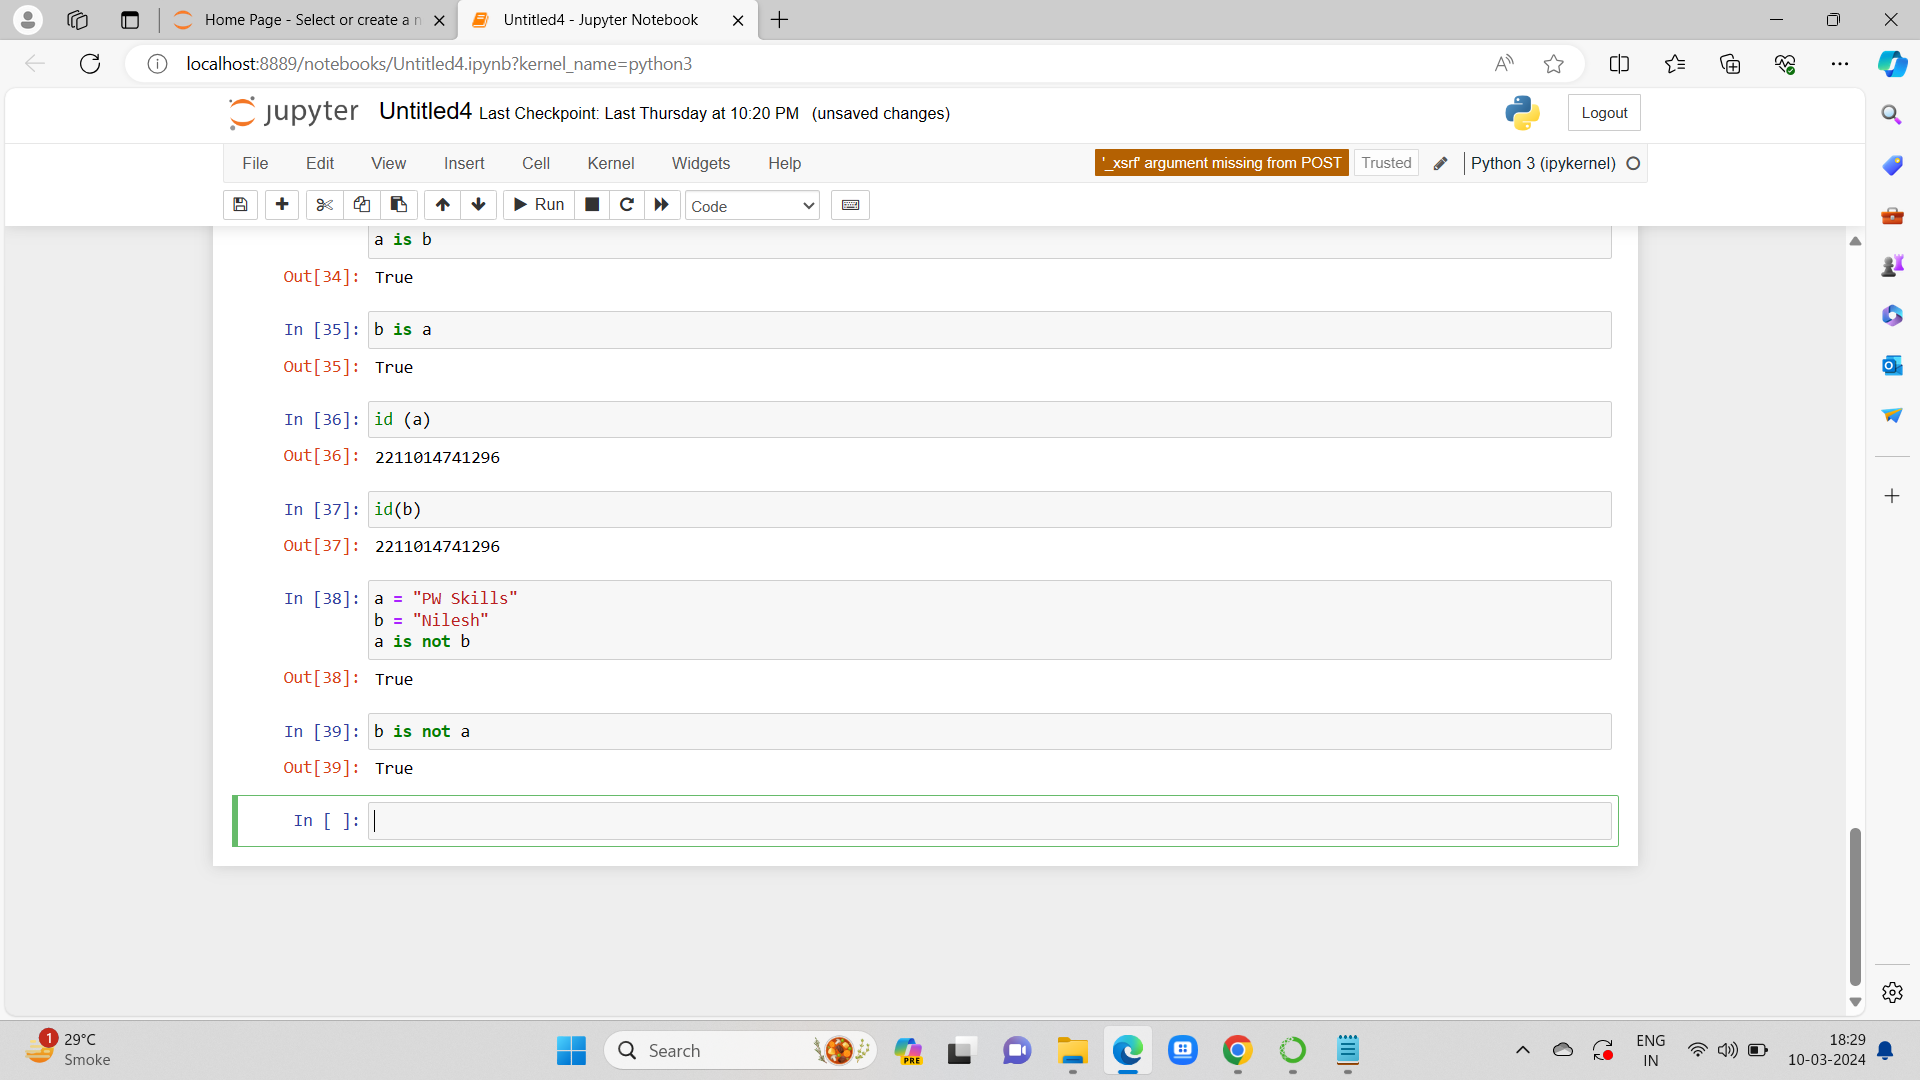 Home Page - Select or create a n
Untitled4 - Jupyter Notebook
localhost:8889/notebooks/Untitled4.ipynb?kernel_name=python3
jupyter Untitled4 Last Checkpoint: Last Thursday at 10:20 PM (unsaved changes)
Logout
File Edit View Insert Cell Kernel Widgets Help
'_xsrf' argument missing from POST Trusted Python 3 (ipykernel)
Run Code
a is b
Out[34]: True
In [35]: b is a
Out[35]: True
In [36]: id (a)
Out[36]: 2211014741296
In [37]: id(b)
Out[37]: 2211014741296
In [38]: a = "PW Skills"
b = "Nilesh"
a is not b
Out[38]: True
In [39]: b is not a
Out[39]: True
In [ ]:
1 29°C
Smoke
Search
PRE
ENG
IN
18:29
10-03-2024